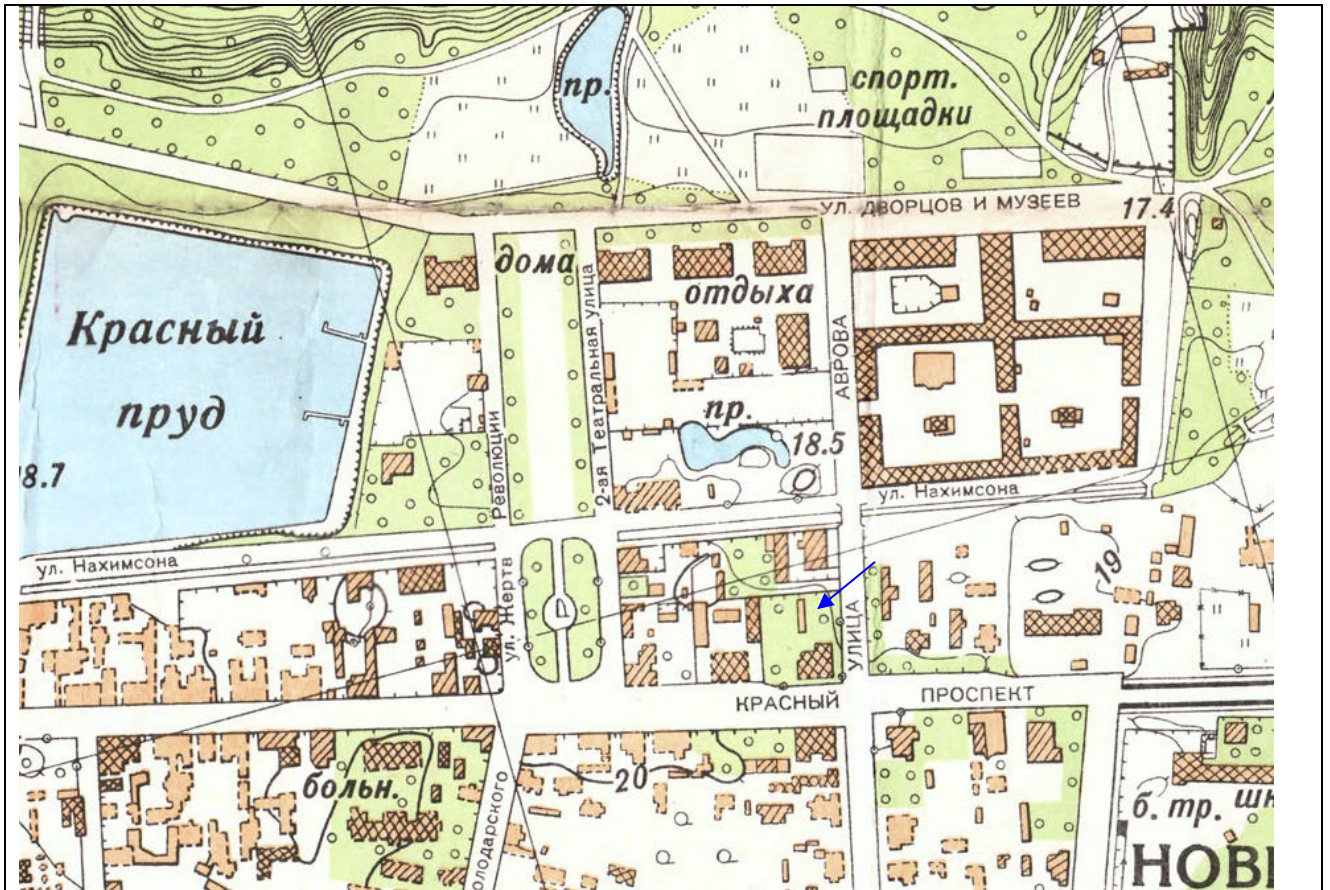 пр.
спорт.
площадки
ул. ДВОРЦОВ И МУЗЕЕВ
17.4
дома
2-ая Театральная улица
отдыха
Красный
пруд
АВРОВА
пр.
18.5
8.7
Революции
ул. Нахимсона
ул. Нахимсона
ул. Жертв
19
УЛИЦА
КРАСНЫЙ
ПРОСПЕКТ
больн.
20
олодарского
б. тр.
шк
НОВ